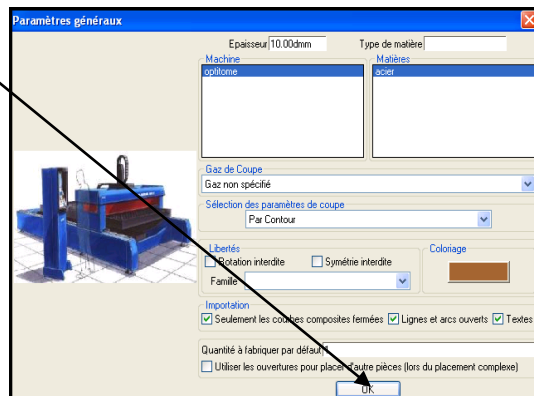 Paramètres généraux
Epaisseur 10.00dmm Type de matière
Machine
optitome
Matières
acier
Gaz de Coupe
Gaz non spécifié
Sélection des paramètres de coupe
Par Contour
Libertés
Rotation interdite Symétrie interdite
Famille
Coloriage
Importation
Seulement les courbes composites fermées Lignes et arcs ouverts Textes
Quantité à fabriquer par défaut 1
Utiliser les ouvertures pour placer d'autre pièces (lors du placement complexe)
OK